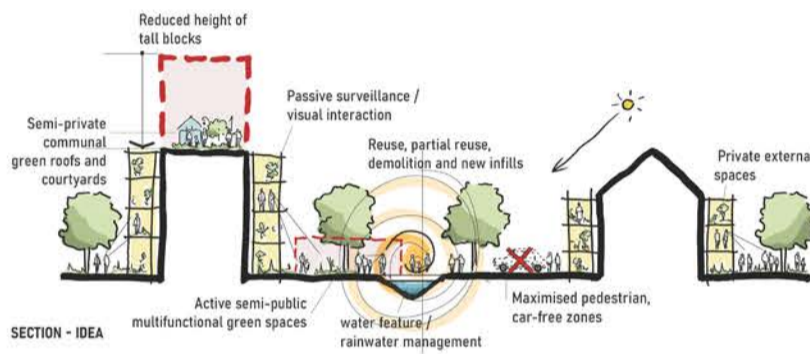 Reduced height of
tall blocks
Semi-private
communal
green roofs and
courtyards
Passive surveillance /
visual interaction
Reuse, partial reuse,
demolition and new infills
Private external
spaces
Active semi-public
multifunctional green spaces
water feature /
rainwater management
Maximised pedestrian,
car-free zones
SECTION - IDEA